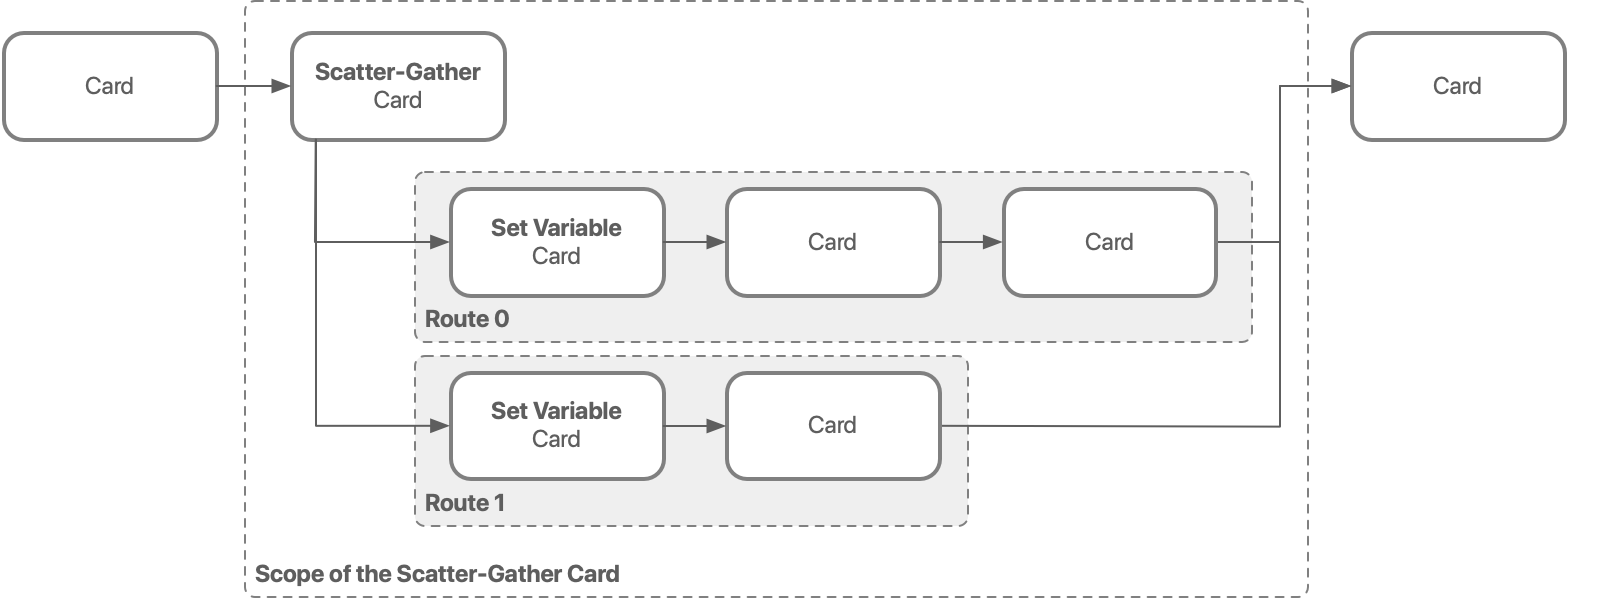 Card
Scatter-Gather
Card
Card
Set Variable
Card
Card
Card
Route 0
Set Variable
Card
Card
Route 1
Scope of the Scatter-Gather Card